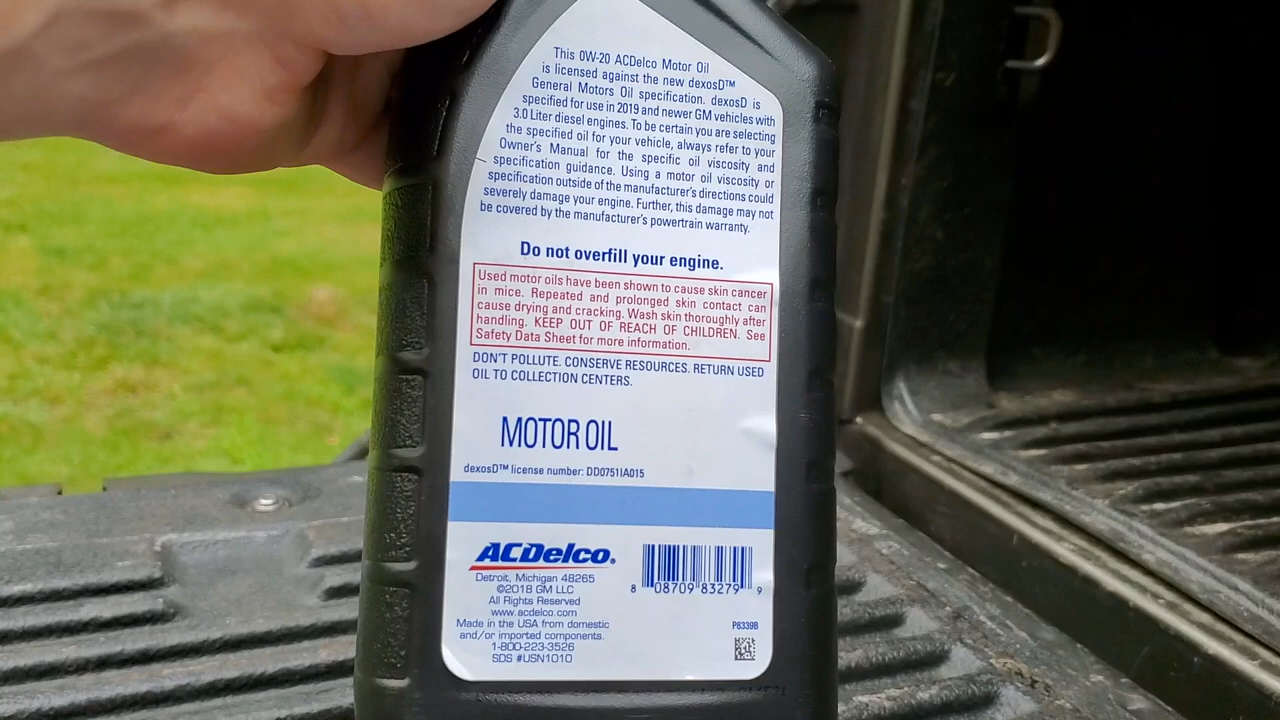 This 0W-20 ACDelco Motor Oil
is licensed against the new dexosD™
General Motors Oil specification. dexosD is
specified for use in 2019 and newer GM vehicles with
3.0 Liter diesel engines. To be certain you are selecting
the specified oil for your vehicle, always refer to your
Owner's Manual for the specific oil viscosity and
specification guidance. Using a motor oil viscosity or
specification outside of the manufacturer's directions could
severely damage your engine. Further, this damage may not
be covered by the manufacturer's powertrain warranty.
Do not overfill your engine.
Used motor oils have been shown to cause skin cancer
in mice. Repeated and prolonged skin contact can
cause drying and cracking. Wash skin thoroughly after
handling. KEEP OUT OF REACH OF CHILDREN. See
Safety Data Sheet for more information.
DON'T POLLUTE. CONSERVE RESOURCES. RETURN USED
OIL TO COLLECTION CENTERS.
MOTOR OIL
dexosD™ license number: DD0751IA015
ACDelco®
Detroit, Michigan 48265
©2018 GM LLC
All Rights Reserved
www.acdelco.com
Made in the USA from domestic
and/or imported components.
1-800-223-3526
SDS #USN1010
8 08709 83279 9
P8339B